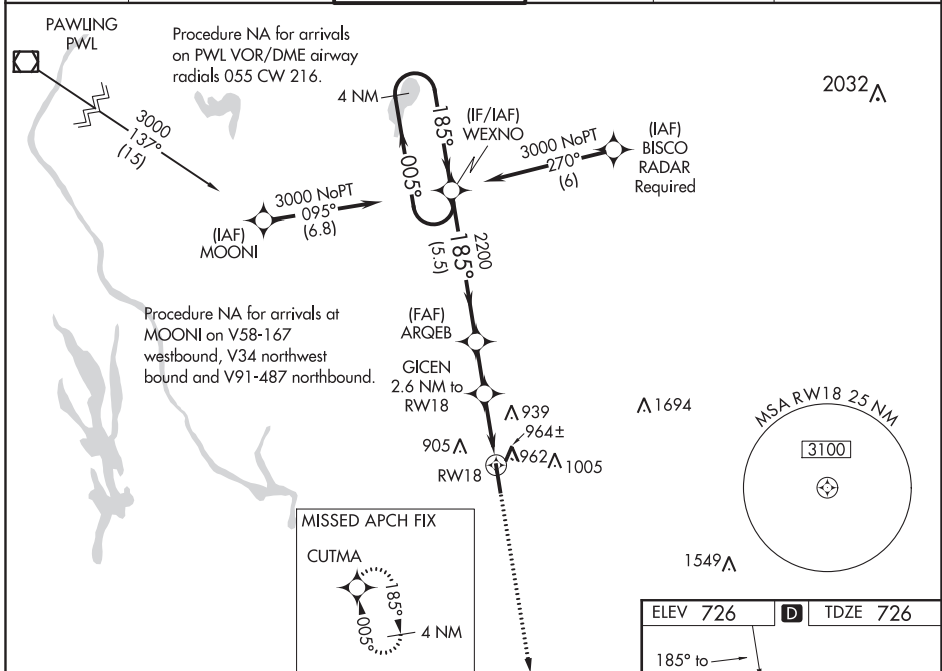 PAWLING
PWL
Procedure NA for arrivals
on PWL VOR/DME airway
radials 055 CW 216.
3000
137°
(15)
4 NM
185°
005°
(IF/IAF)
WEXNO
3000 NoPT
270°
(6)
(IAF)
BISCO
RADAR
Required
2032
3000 NoPT
095°
(6.8)
(IAF)
MOONI
2200
185°
(5.5)
Procedure NA for arrivals at
MOONI on V58-167
westbound, V34 northwest
bound and V91-487 northbound.
(FAF)
ARQEB
GICEN
2.6 NM to
RW18
939
964±
905
962
1005
RW18
1694
MSA RW18 25 NM
3100
1549
MISSED APCH FIX
CUTMA
185°
005°
4 NM
ELEV 726
D
TDZE 726
185° to